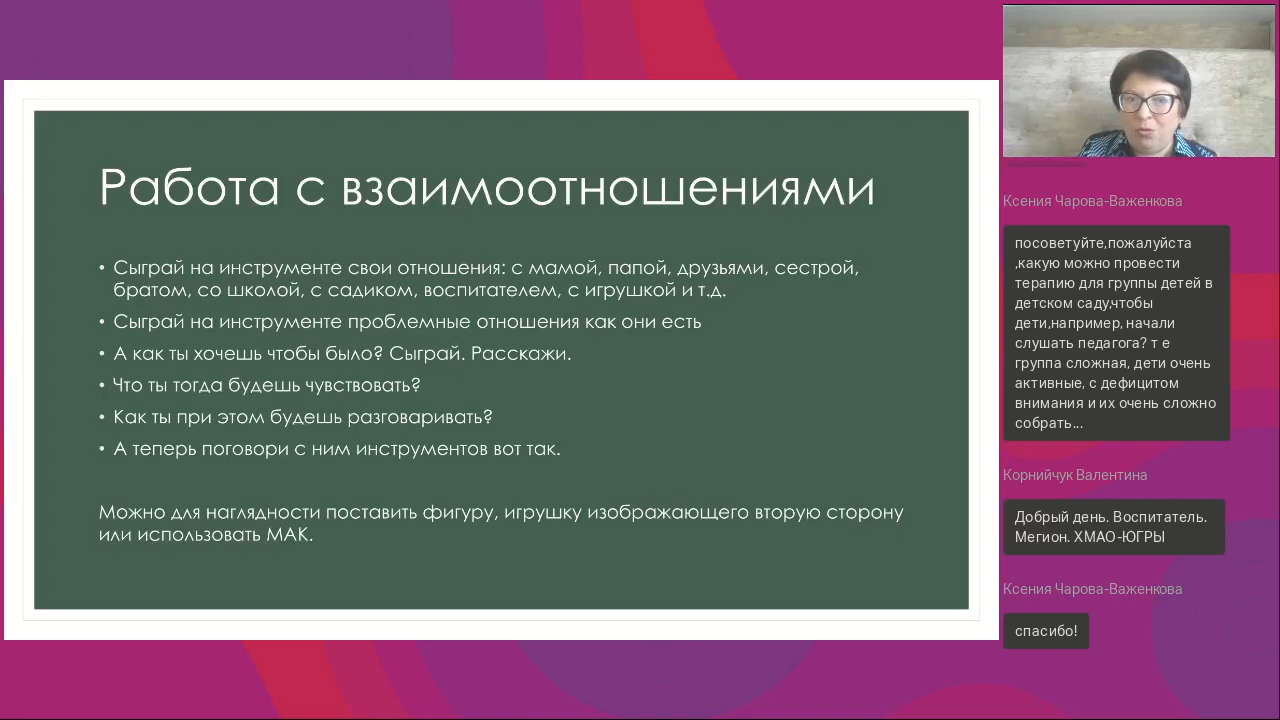 Работа с взаимоотношениями
• Сыграй на инструменте свои отношения: с мамой, папой, друзьями, сестрой,
братом, со школой, с садиком, воспитателем, с игрушкой и т.д.
• Сыграй на инструменте проблемные отношения как они есть
• А как ты хочешь чтобы было? Сыграй. Расскажи.
• Что ты тогда будешь чувствовать?
• Как ты при этом будешь разговаривать?
• А теперь поговори с ним инструментов вот так.
Можно для наглядности поставить фигуру, игрушку изображающего вторую сторону
или использовать МАК.
Ксения Чарова-Важенкова
посоветуйте,пожалуйста
,какую можно провести
терапию для группы детей в
детском саду,чтобы
дети,например, начали
слушать педагога? т е
группа сложная, дети очень
активные, с дефицитом
внимания и их очень сложно
собрать...
Корнийчук Валентина
Добрый день. Воспитатель.
Мегион. ХМАО-ЮГРЫ
Ксения Чарова-Важенкова
спасибо!